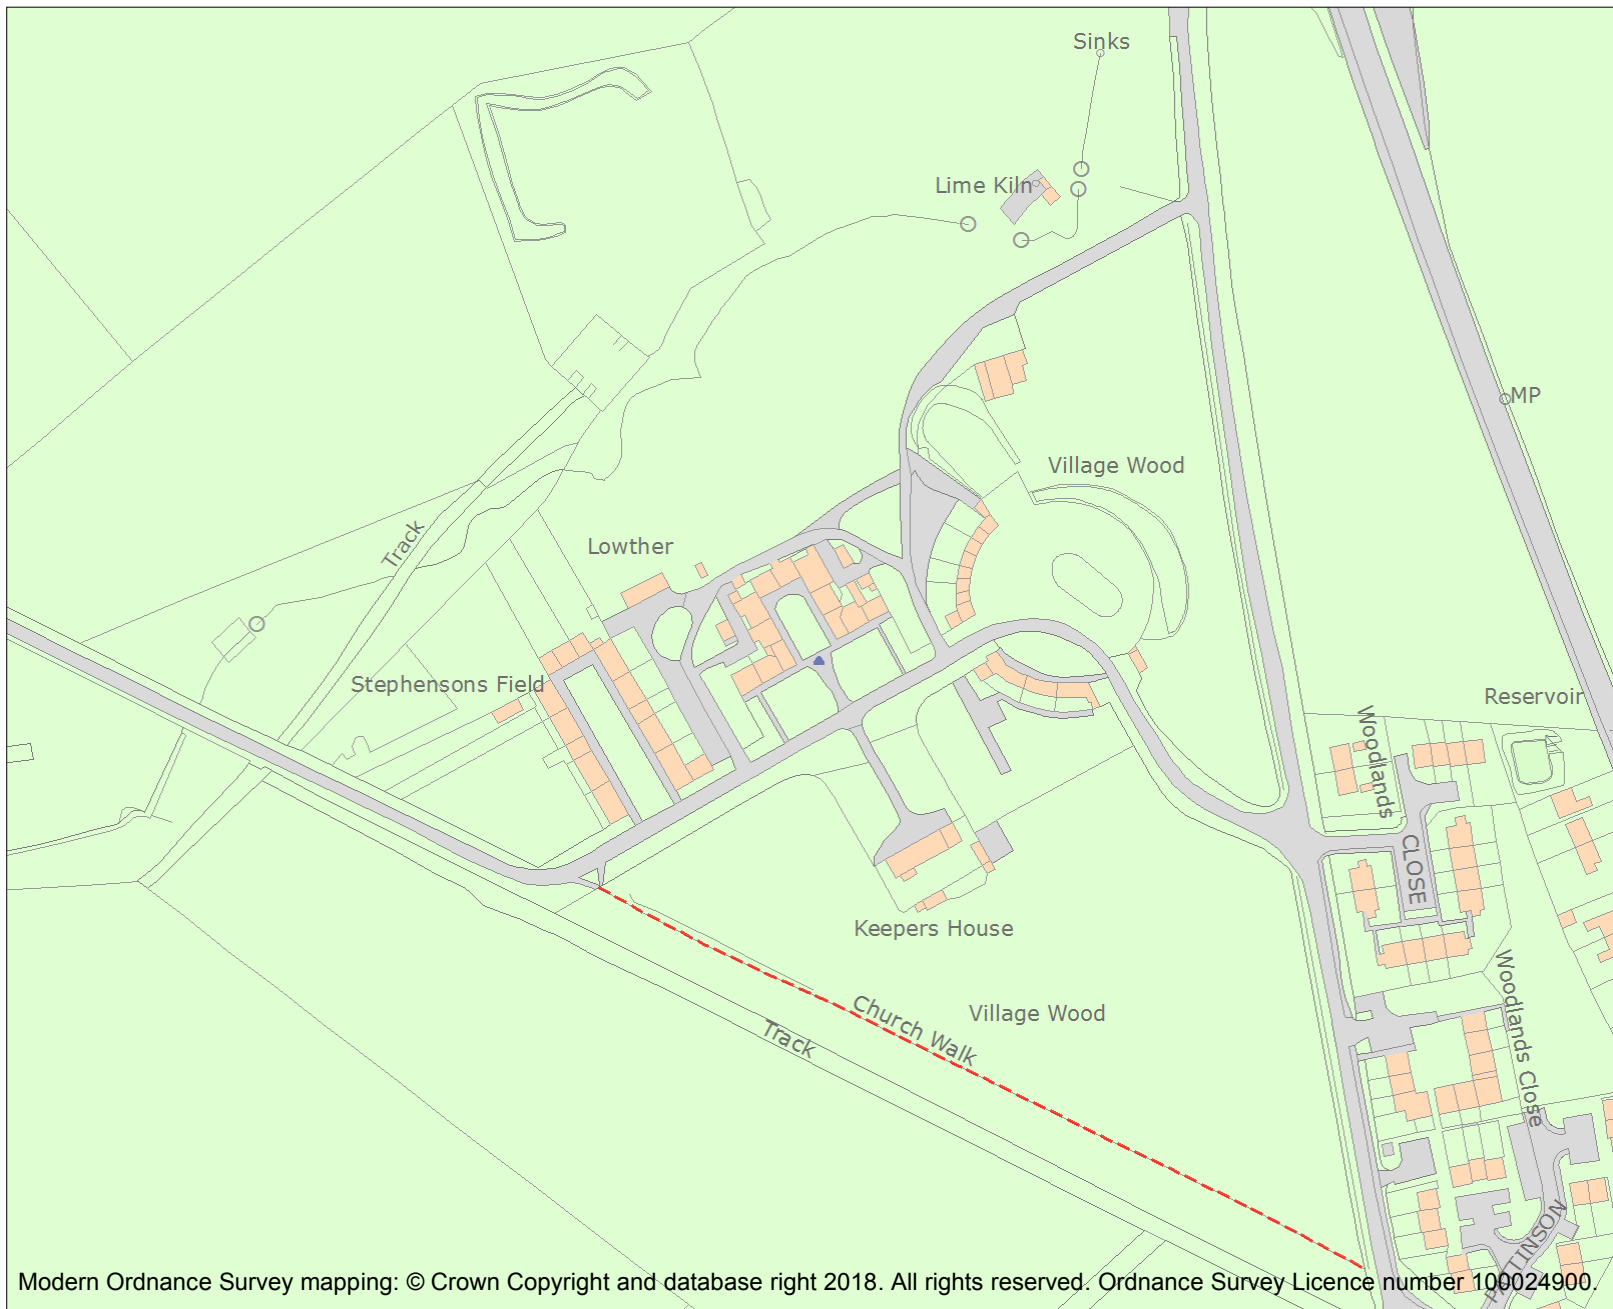 Sinks
Lime Kiln
MP
Village Wood
Track
Lowther
Stephensons Field
Reservoir
Woodlands
CLOSE
Keepers House
Woodlands Close
Church Walk
Village Wood
Track
PATTINSON
Modern Ordnance Survey mapping: © Crown Copyright and database right 2018. All rights reserved. Ordnance Survey Licence number 100024900.